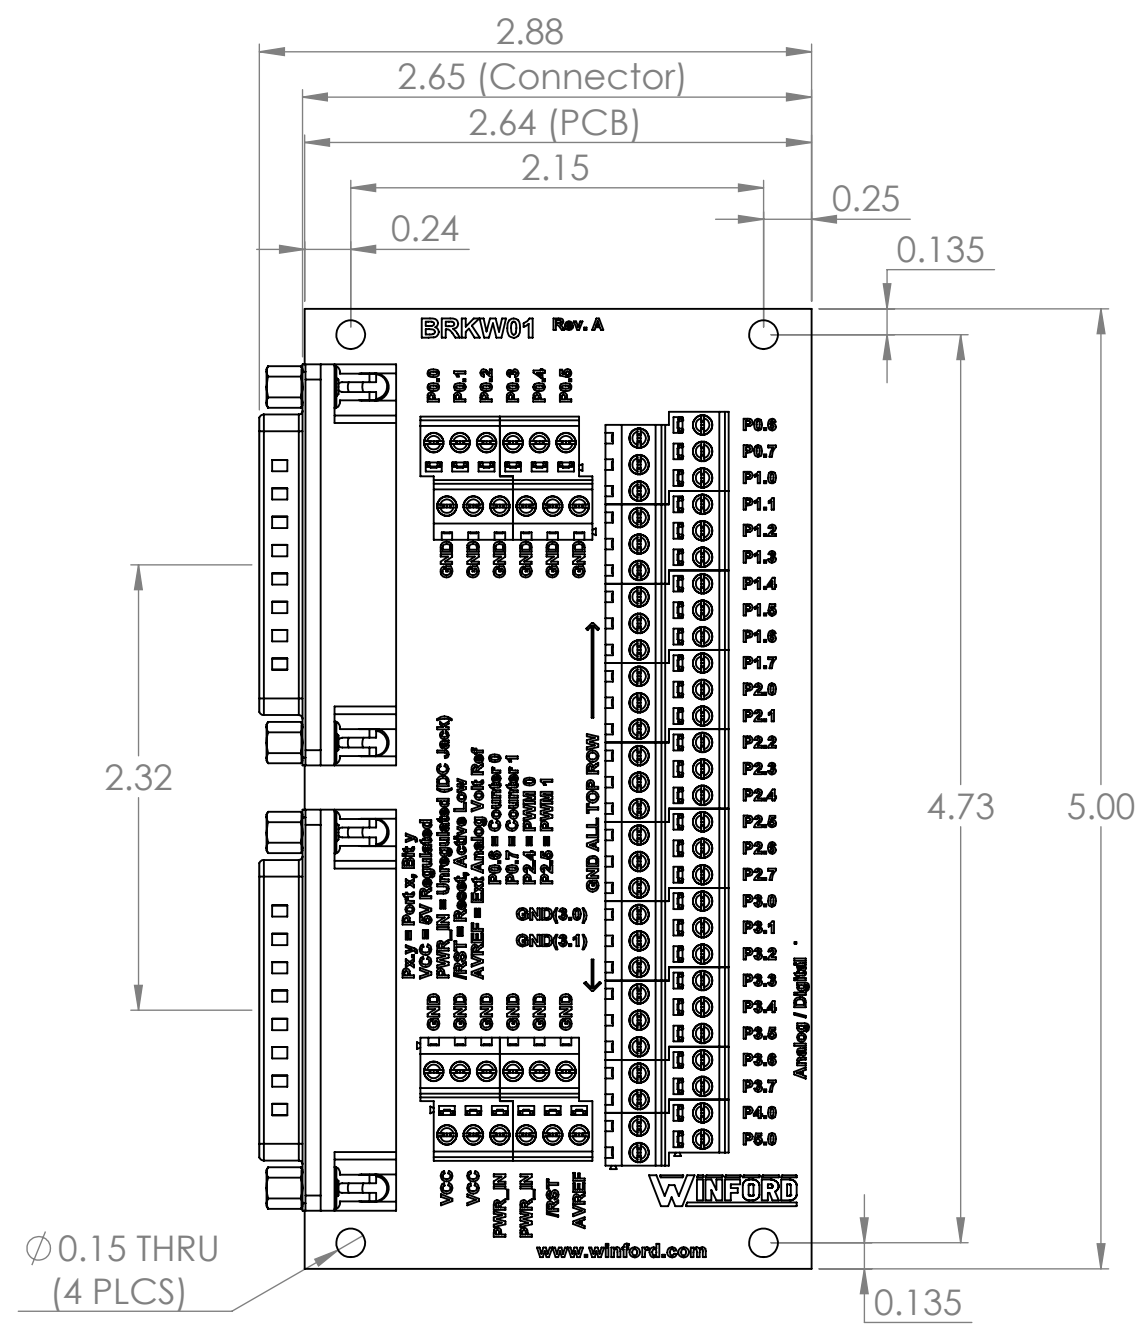 2.88
2.65 (Connector)
2.64 (PCB)
2.15
0.25
0.24
0.135
BRKW01 Rev. A
P0.0
P0.1
P0.2
P0.3
P0.4
P0.5
P0.6
P0.7
P1.0
P1.1
P1.2
P1.3
P1.4
P1.5
P1.6
P1.7
P2.0
P2.1
P2.2
P2.3
P2.4
P2.5
P2.6
P2.7
P3.0
P3.1
P3.2
P3.3
P3.4
P3.5
P3.6
P3.7
P4.0
P5.0
GND
GND
GND
GND
GND
GND
2.32
4.73
5.00
Px.y = Port x, Bit y
VCC = 5V Regulated
PWR_IN = Unregulated (DC Jack)
/RST = Reset, Active Low
AVREF = Ext Analog Volt Ref
P0.6 = Counter 0
P0.7 = Counter 1
P2.4 = PWM 0
P2.5 = PWM 1
GND ALL TOP ROW
GND(3.0)
GND(3.1)
Analog / Digital
GND
GND
GND
GND
GND
GND
VCC
VCC
PWR_IN
PWR_IN
/RST
AVREF
WINFORD
www.winford.com
∅0.15 THRU
(4 PLCS)
0.135